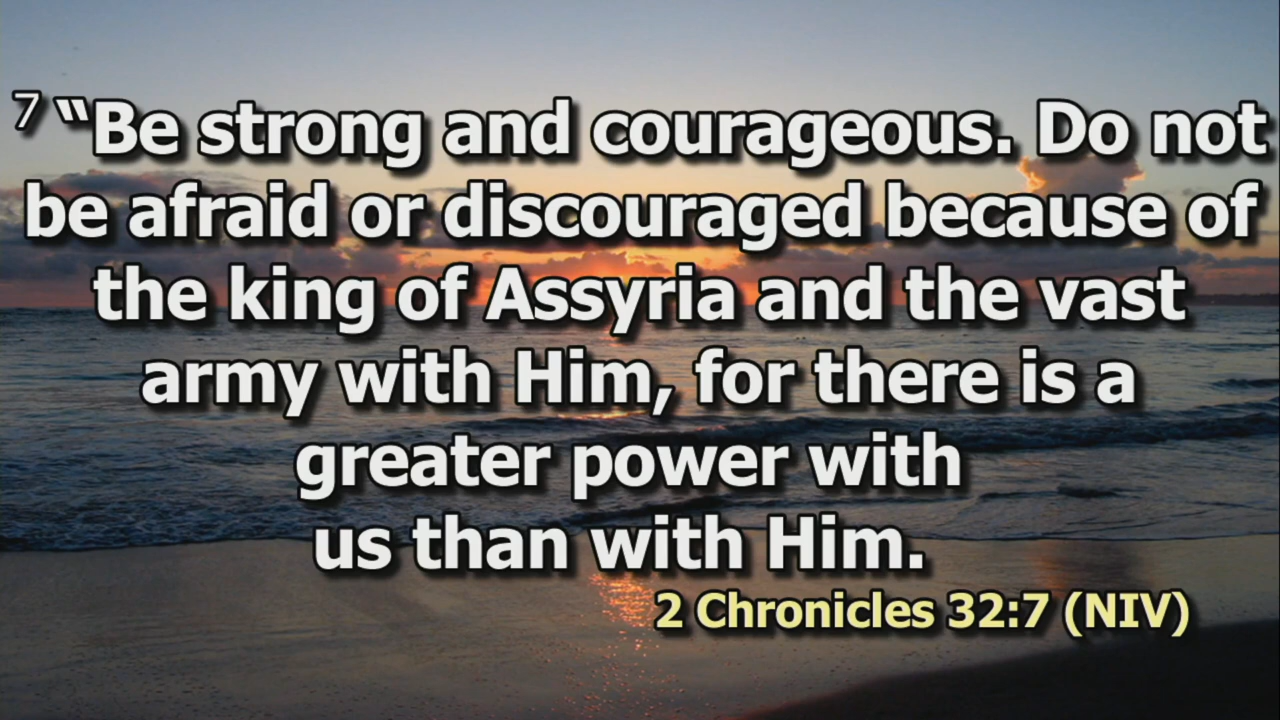 7 “Be strong and courageous. Do not
be afraid or discouraged because of
the king of Assyria and the vast
army with Him, for there is a
greater power with
us than with Him.
2 Chronicles 32:7 (NIV)